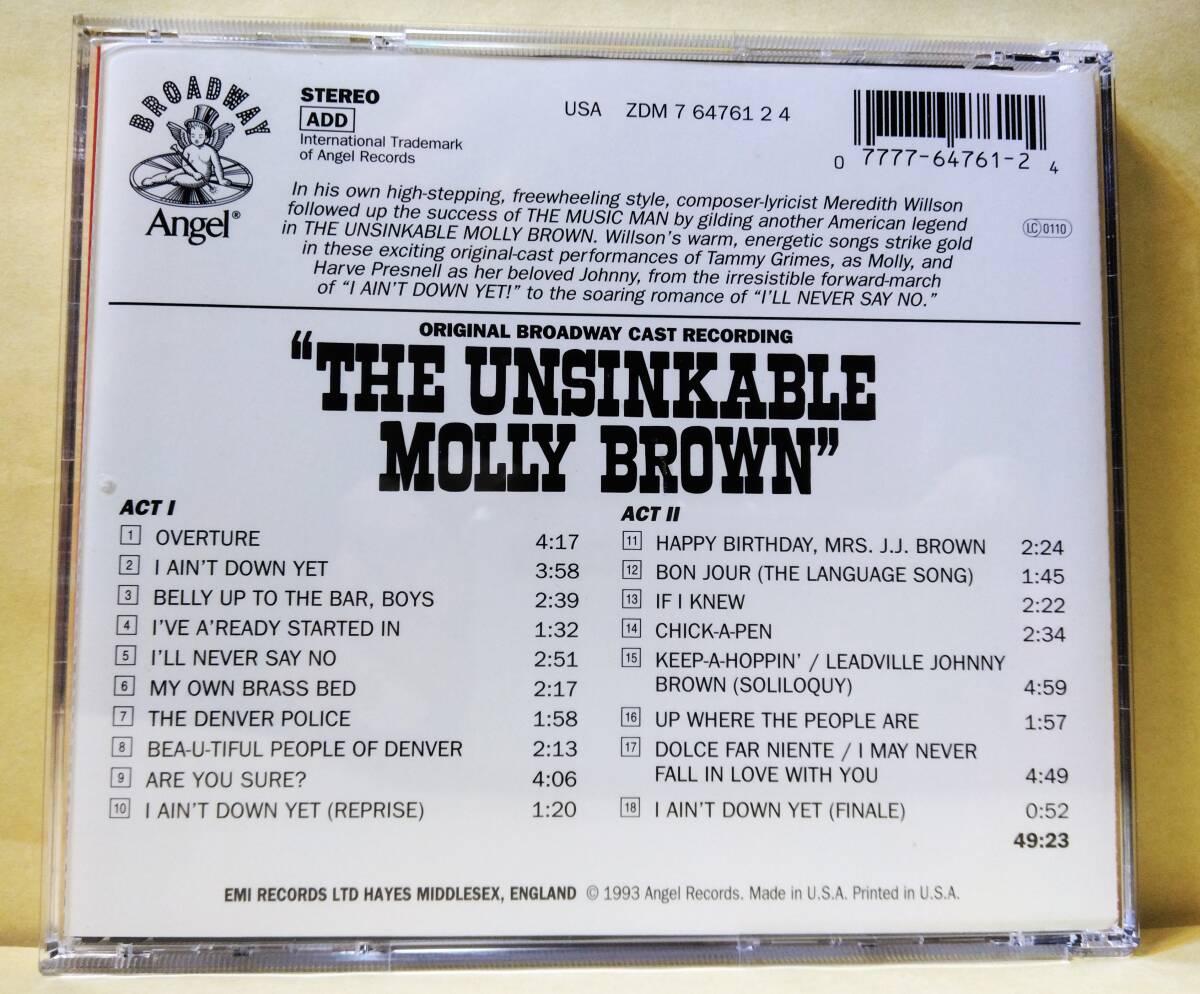 BROADWAY
Angel®
STEREO
ADD
International Trademark
of Angel Records
USA ZDM 7 64761 2 4
0 7777-64761-2 4
LC 0110
In his own high-stepping, freewheeling style, composer-lyricist Meredith Willson
followed up the success of THE MUSIC MAN by gilding another American legend
in THE UNSINKABLE MOLLY BROWN. Willson's warm, energetic songs strike gold
in these exciting original-cast performances of Tammy Grimes, as Molly, and
Harve Presnell as her beloved Johnny, from the irresistible forward-march
of “I AIN'T DOWN YET!” to the soaring romance of “I'LL NEVER SAY NO.”
ORIGINAL BROADWAY CAST RECORDING
“THE UNSINKABLE
MOLLY BROWN”
ACT I
1 OVERTURE 4:17
2 I AIN'T DOWN YET 3:58
3 BELLY UP TO THE BAR, BOYS 2:39
4 I'VE A'READY STARTED IN 1:32
5 I'LL NEVER SAY NO 2:51
6 MY OWN BRASS BED 2:17
7 THE DENVER POLICE 1:58
8 BEA-U-TIFUL PEOPLE OF DENVER 2:13
9 ARE YOU SURE? 4:06
10 I AIN'T DOWN YET (REPRISE) 1:20
ACT II
11 HAPPY BIRTHDAY, MRS. J.J. BROWN 2:24
12 BON JOUR (THE LANGUAGE SONG) 1:45
13 IF I KNEW 2:22
14 CHICK-A-PEN 2:34
15 KEEP-A-HOPPIN' / LEADVILLE JOHNNY
BROWN (SOLILOQUY) 4:59
16 UP WHERE THE PEOPLE ARE 1:57
17 DOLCE FAR NIENTE / I MAY NEVER
FALL IN LOVE WITH YOU 4:49
18 I AIN'T DOWN YET (FINALE) 0:52
49:23
EMI RECORDS LTD HAYES MIDDLESEX, ENGLAND © 1993 Angel Records. Made in U.S.A. Printed in U.S.A.